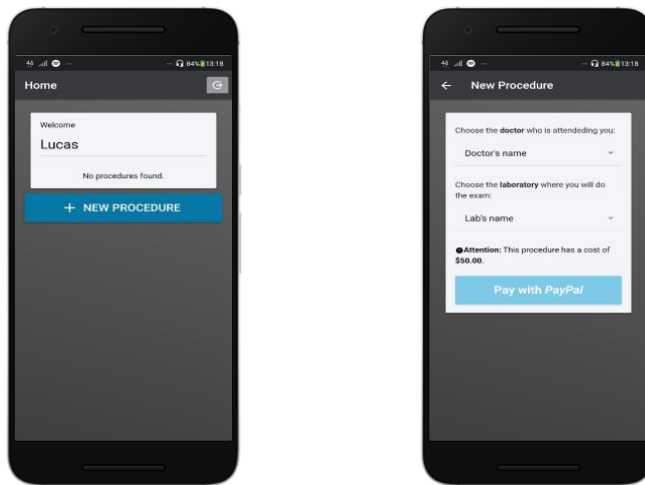 84% 13:18
Home
Welcome
Lucas
No procedures found.
+ NEW PROCEDURE
84% 13:18
← New Procedure
Choose the doctor who is attendeding you:
Doctor's name
Choose the laboratory where you will do
the exam:
Lab's name
Attention: This procedure has a cost of
$50.00.
Pay with PayPal